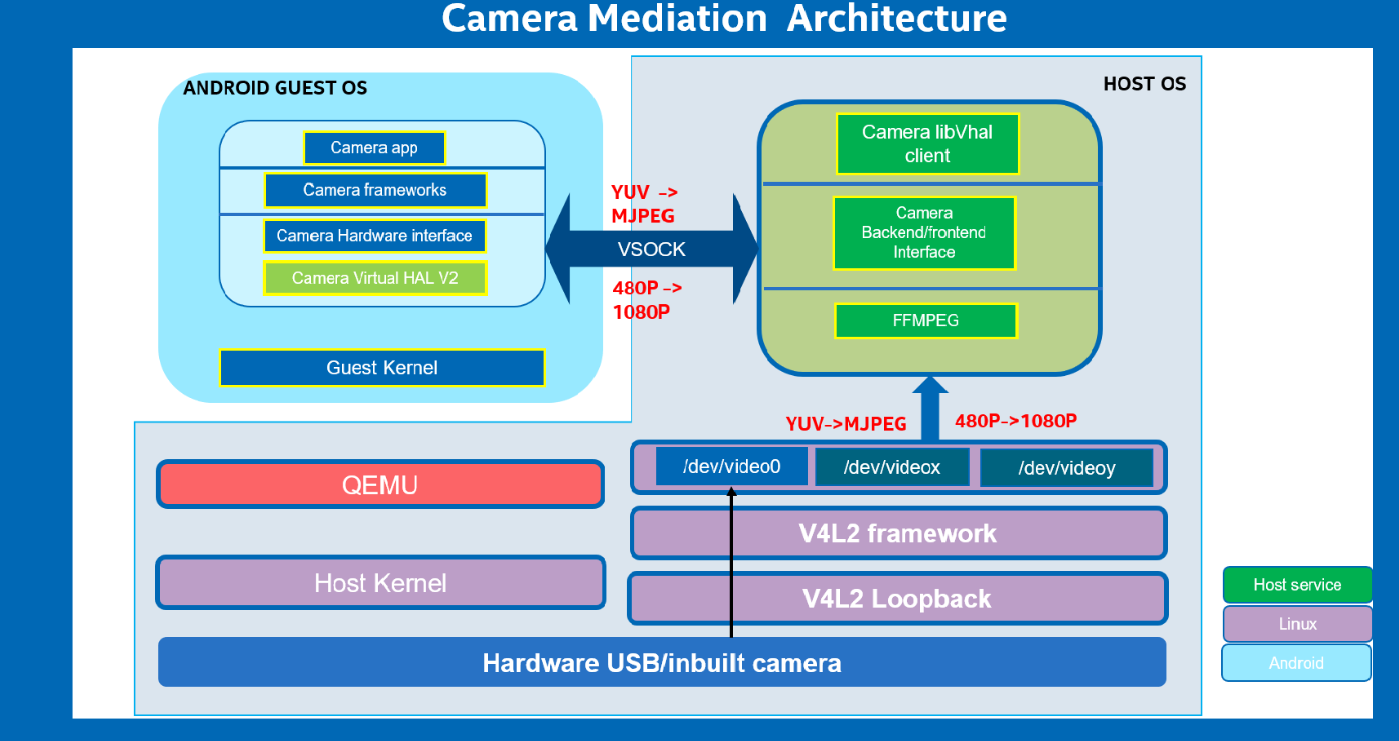 Camera Mediation Architecture
ANDROID GUEST OS
Camera app
Camera frameworks
Camera Hardware interface
Camera Virtual HAL V2
Guest Kernel
YUV ->
MJPEG
VSOCK
480P ->
1080P
HOST OS
Camera libVhal
client
Camera
Backend/frontend
Interface
FFMPEG
YUV->MJPEG
480P->1080P
/dev/video0
/dev/videox
/dev/videoy
QEMU
V4L2 framework
Host Kernel
V4L2 Loopback
Hardware USB/inbuilt camera
Host service
Linux
Android